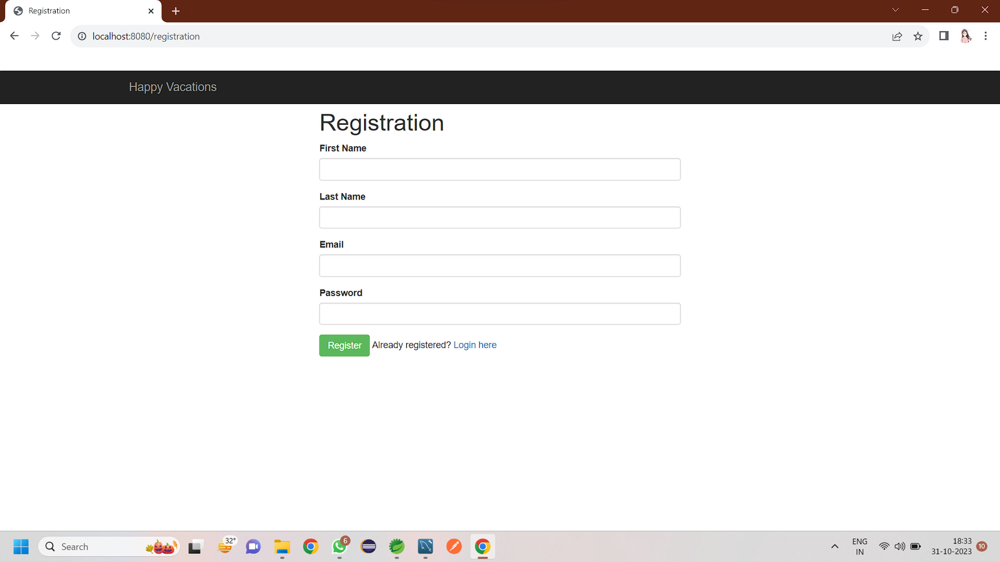 Registration
localhost:8080/registration
Happy Vacations
Registration
First Name
Last Name
Email
Password
Register Already registered? Login here
Search
32°
6
ENG
IN
18:33
31-10-2023
10